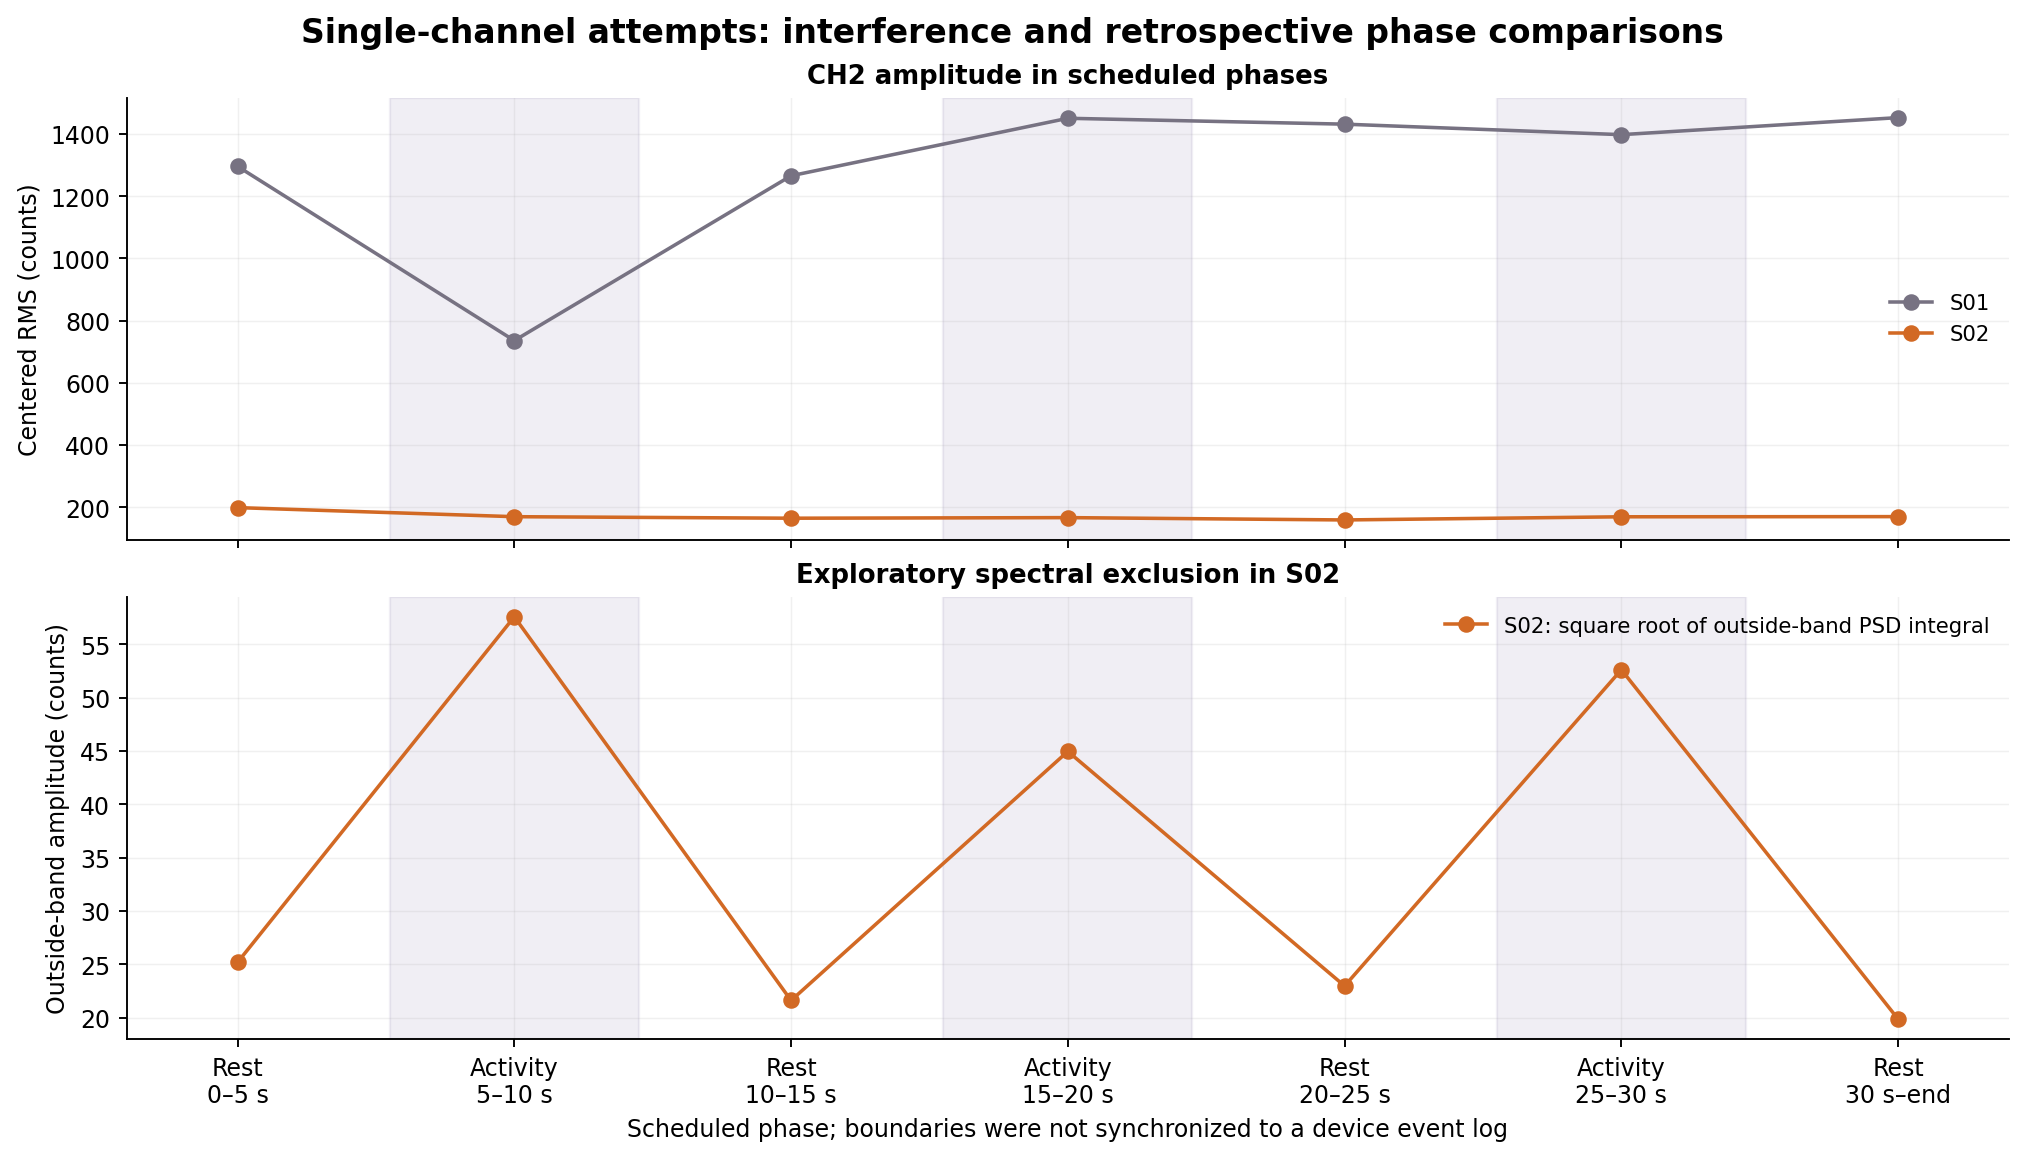 Single-channel attempts: interference and retrospective phase comparisons
CH2 amplitude in scheduled phases
Centered RMS (counts)
1400
1200
1000
800
600
400
200
S01
S02
Exploratory spectral exclusion in S02
Outside-band amplitude (counts)
55
50
45
40
35
30
25
20
S02: square root of outside-band PSD integral
Rest
0–5 s
Activity
5–10 s
Rest
10–15 s
Activity
15–20 s
Rest
20–25 s
Activity
25–30 s
Rest
30 s–end
Scheduled phase; boundaries were not synchronized to a device event log